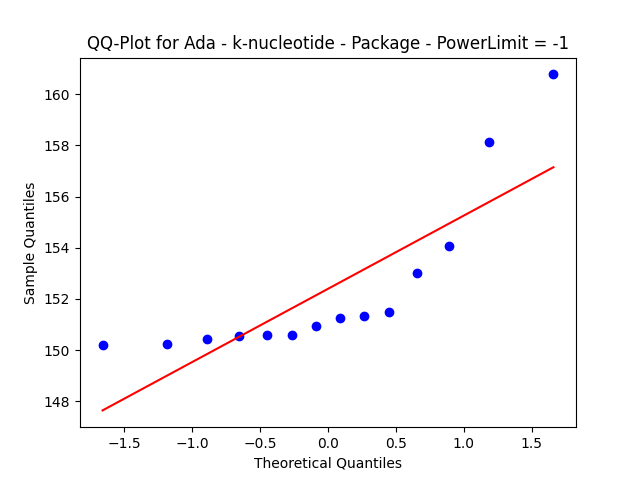 QQ-Plot for Ada - k-nucleotide - Package - PowerLimit = -1
160
158
156
154
152
150
148
Sample Quantiles
−1.5 −1.0 −0.5 0.0 0.5 1.0 1.5
Theoretical Quantiles